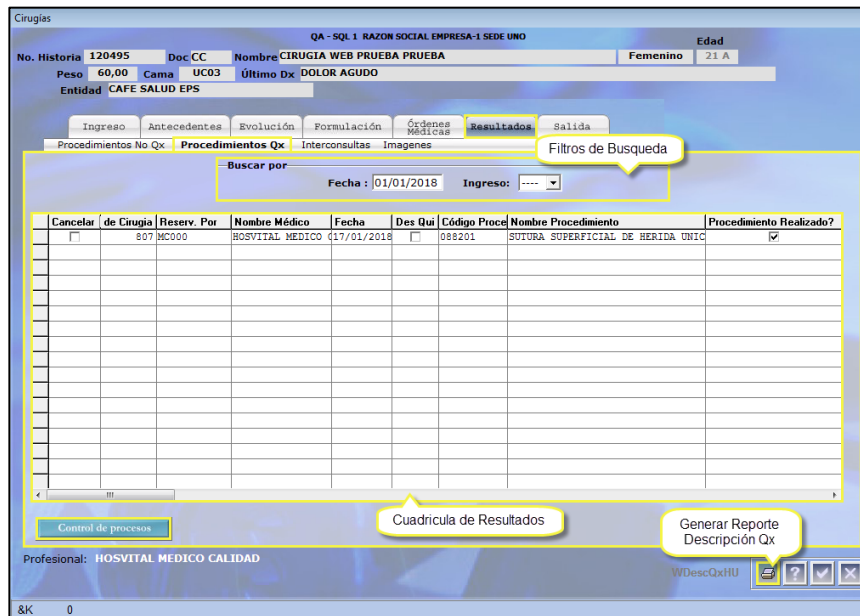 Cirugías
QA - SQL 1 RAZON SOCIAL EMPRESA-1 SEDE UNO
Edad
No. Historia 120495 Doc CC Nombre CIRUGIA WEB PRUEBA PRUEBA Femenino 21 A
Peso 60,00 Cama UC03 Último Dx DOLOR AGUDO
Entidad CAFE SALUD EPS
Ingreso Antecedentes Evolución Formulación Órdenes Médicas Resultados Salida
Procedimientos No Qx Procedimientos Qx Interconsultas Imagenes
Filtros de Busqueda
Buscar por
Fecha : 01/01/2018 Ingreso: ----
Cancelar de Cirugia Reserv. Por Nombre Médico Fecha Des Qui Código Proce Nombre Procedimiento Procedimiento Realizado?
807 MC000 HOSVITAL MEDICO 17/01/2018 088201 SUTURA SUPERFICIAL DE HERIDA UNIC
Cuadricula de Resultados
Control de procesos
Generar Reporte
Descripción Qx
Profesional: HOSVITAL MEDICO CALIDAD
WDescQxHU
&K 0